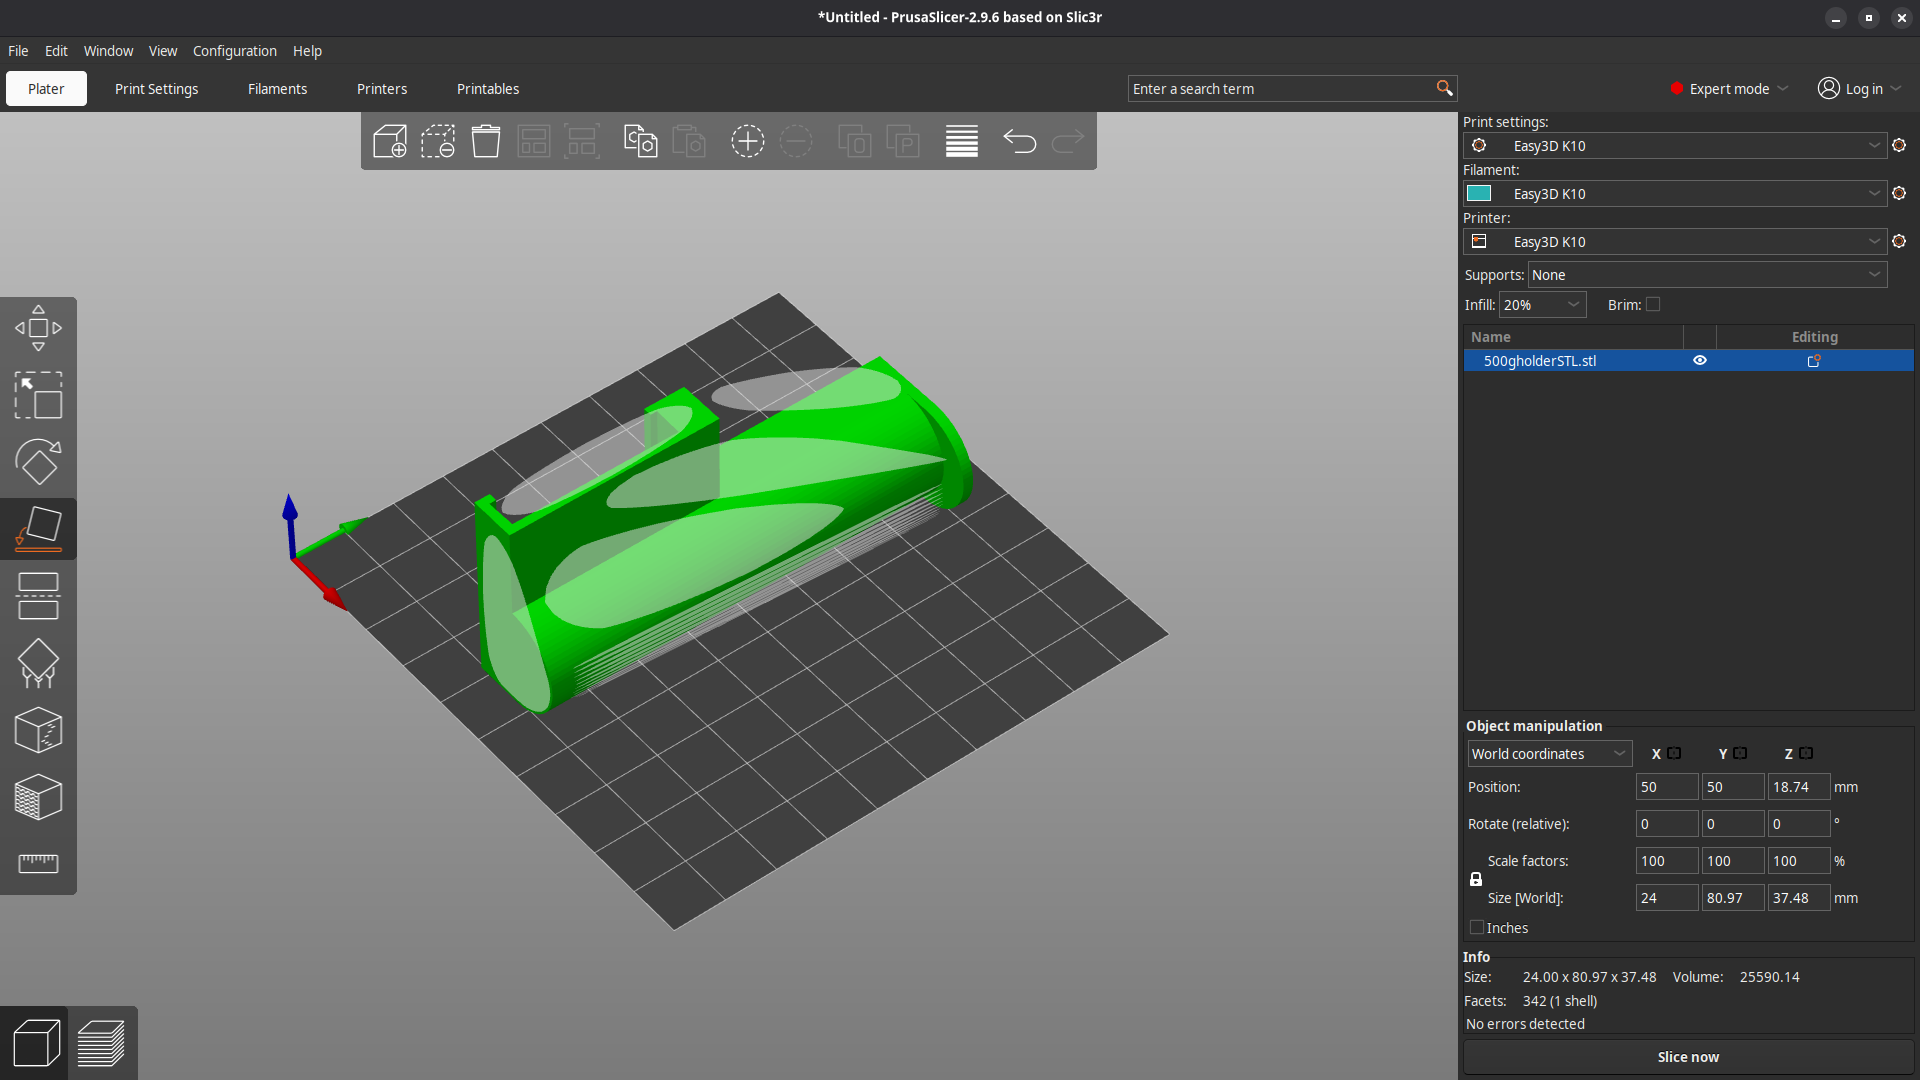 *Untitled - PrusaSlicer-2.9.6 based on Slic3r
File Edit Window View Configuration Help
Plater Print Settings Filaments Printers Printables Enter a search term Expert mode Log in
Print settings:
Easy3D K10
Filament:
Easy3D K10
Printer:
Easy3D K10
Supports: None
Infill: 20% Brim:
Name Editing
500gholderSTL.stl
Object manipulation
World coordinates X Y Z
Position: 50 50 18.74 mm
Rotate (relative): 0 0 0 °
Scale factors: 100 100 100 %
Size [World]: 24 80.97 37.48 mm
Inches
Info
Size: 24.00 x 80.97 x 37.48 Volume: 25590.14
Facets: 342 (1 shell)
No errors detected
Slice now